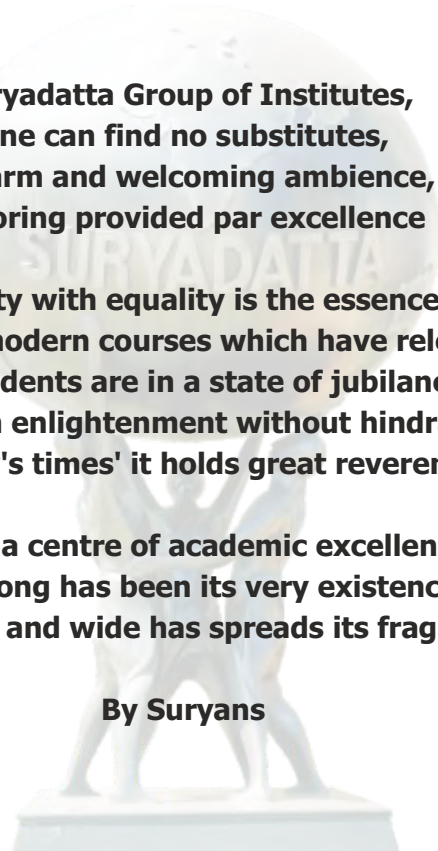 ryadatta Group of Institutes,
ne can find no substitutes,
arm and welcoming ambience,
oring provided par excellence
SURYADATTA
ty with equality is the essence
modern courses which have rele
dents are in a state of jubilanc
n enlightenment without hindra
's times' it holds great reveren
a centre of academic excellen
ong has been its very existenc
and wide has spreads its frag
By Suryans